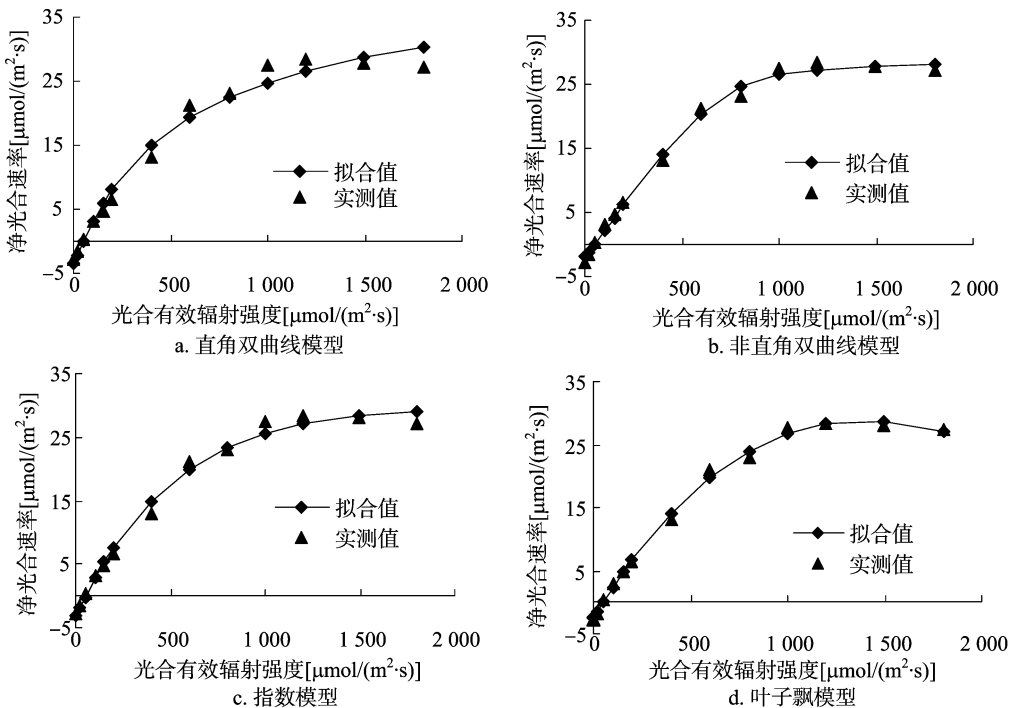 净光合速率[μmol/(m²·s)]
35
25
15
5
−5
0
500
1 000
1 500
2 000
拟合值
实测值
光合有效辐射强度[μmol/(m²·s)]
a. 直角双曲线模型
净光合速率[μmol/(m²·s)]
35
25
15
5
−5
0
500
1 000
1 500
2 000
拟合值
实测值
光合有效辐射强度[μmol/(m²·s)]
b. 非直角双曲线模型
净光合速率[μmol/(m²·s)]
35
25
15
5
−5
0
500
1 000
1 500
2 000
拟合值
实测值
光合有效辐射强度[μmol/(m²·s)]
c. 指数模型
净光合速率[μmol/(m²·s)]
35
25
15
5
−5
0
500
1 000
1 500
2 000
拟合值
实测值
光合有效辐射强度[μmol/(m²·s)]
d. 叶子飘模型